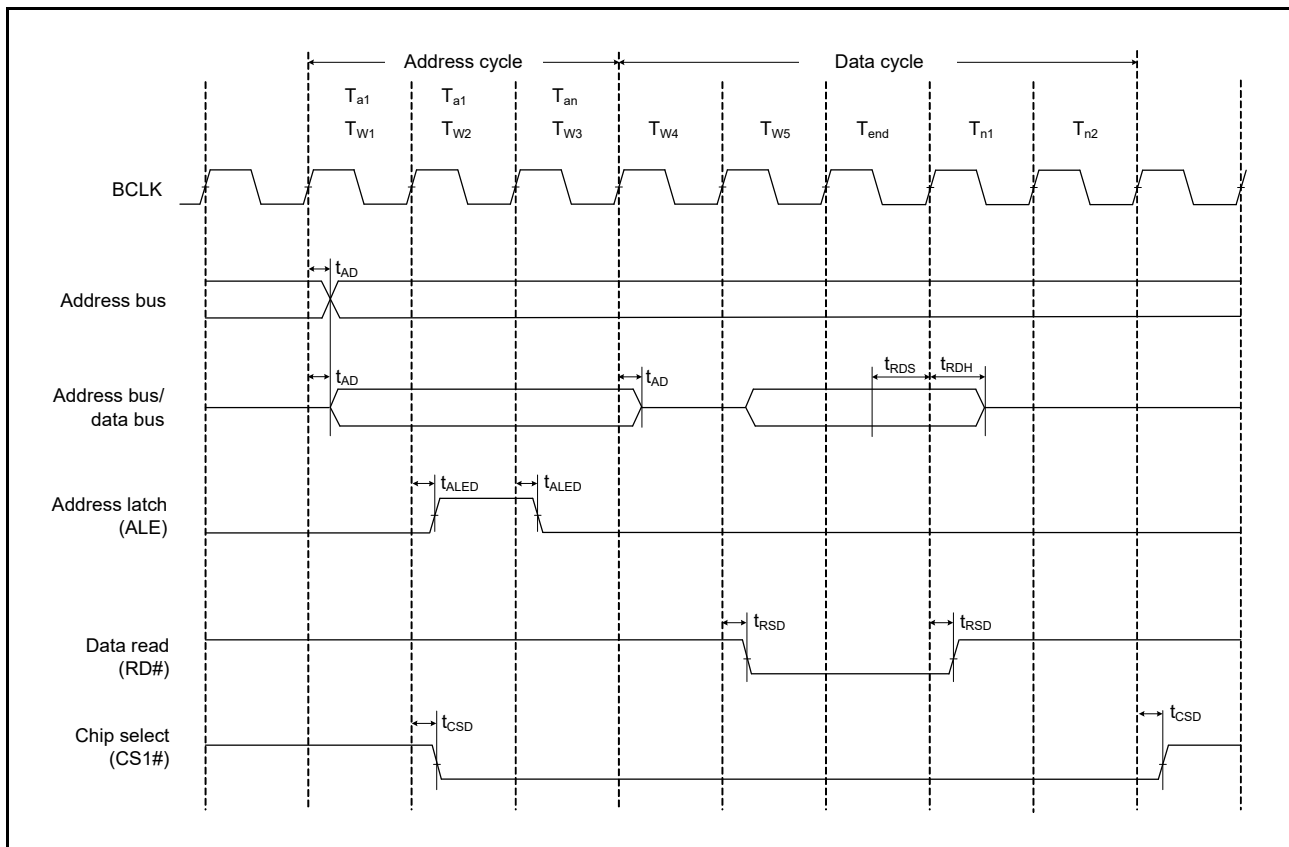 Address cycle Data cycle
Ta1 Ta1 Tan
TW1 TW2 TW3 TW4 TW5 Tend Tn1 Tn2
BCLK
tAD
Address bus
tRDS tRDH
tAD tAD
Address bus/
data bus
tALED tALED
Address latch
(ALE)
tRSD tRSD
Data read
(RD#)
tCSD tCSD
Chip select
(CS1#)